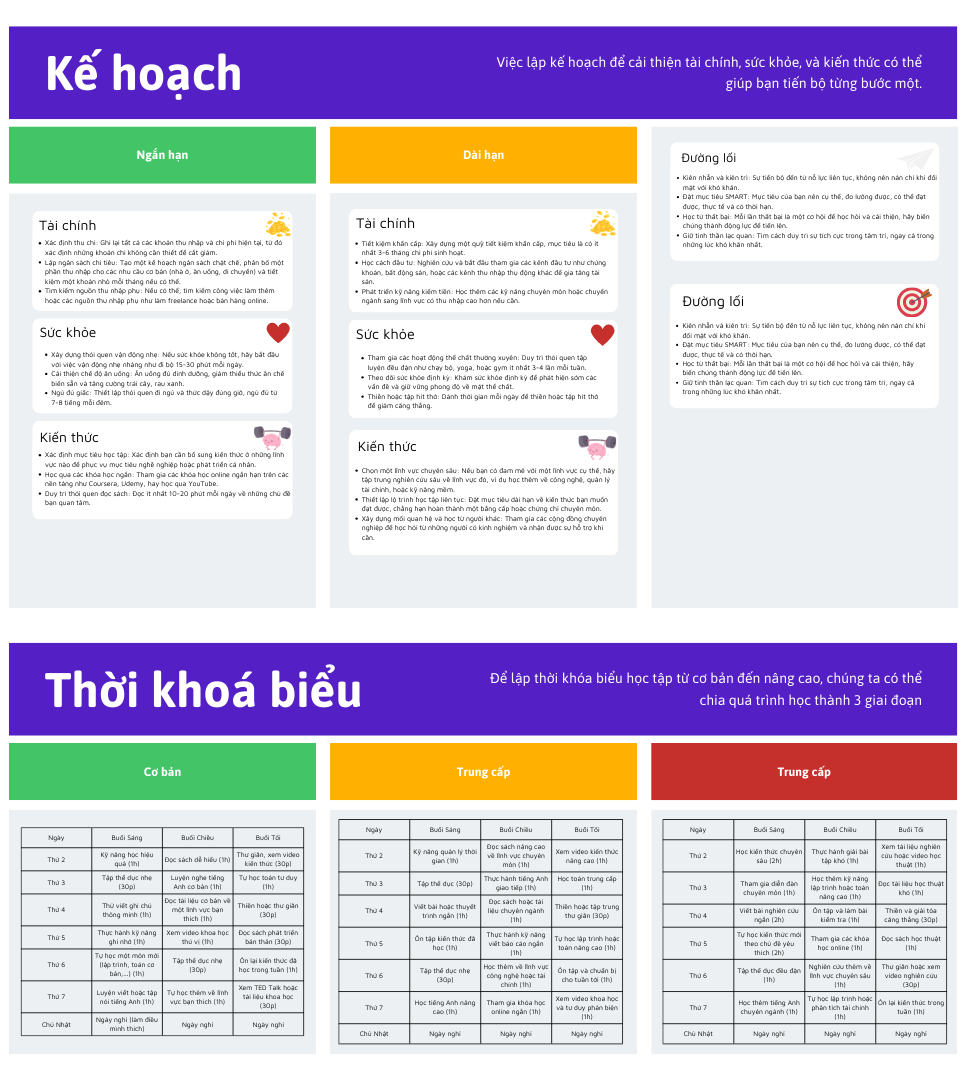 Kế hoạch
Việc lập kế hoạch để cải thiện tài chính, sức khỏe, và kiến thức có thể
giúp bạn tiến bộ từng bước một.
Ngắn hạn
Tài chính
Xác định thu chi: Ghi lại tất cả các khoản thu nhập và chi phí hiện tại, từ đó
xác định những khoản chi không cần thiết để cắt giảm.
Lập ngân sách chi tiêu: Tạo một kế hoạch ngân sách chặt chẽ, phân bổ một
phần thu nhập cho các nhu cầu cơ bản (nhà ở, ăn uống, di chuyển) và tiết
kiệm một khoản nhỏ mỗi tháng nếu có thể.
Tìm kiếm nguồn thu nhập phụ: Nếu có thể, tìm kiếm công việc làm thêm
hoặc các nguồn thu nhập phụ như làm freelance hoặc bán hàng online.
Sức khỏe
Xây dựng thói quen vận động nhẹ: Nếu sức khỏe không tốt, hãy bắt đầu
với việc vận động nhẹ nhàng như đi bộ 15-30 phút mỗi ngày.
Cải thiện chế độ ăn uống: Ăn uống đủ dinh dưỡng, giảm thiểu thức ăn chế
biến sẵn và tăng cường trái cây, rau xanh.
Ngủ đủ giấc: Thiết lập thói quen đi ngủ và thức dậy đúng giờ, ngủ đủ từ
7-8 tiếng mỗi đêm.
Kiến thức
Xác định mục tiêu học tập: Xác định bạn cần bổ sung kiến thức ở những lĩnh
vực nào để phục vụ mục tiêu nghề nghiệp hoặc phát triển cá nhân.
Học qua các khóa học ngắn: Tham gia các khóa học online ngắn hạn trên các
nền tảng như Coursera, Udemy, hay học qua YouTube.
Duy trì thói quen đọc sách: Đọc ít nhất 10-20 phút mỗi ngày về những chủ đề
bạn quan tâm.
Dài hạn
Tài chính
Tiết kiệm khẩn cấp: Xây dựng một quỹ tiết kiệm khẩn cấp, mục tiêu là có ít
nhất 3-6 tháng chi phí sinh hoạt.
Học cách đầu tư: Nghiên cứu và bắt đầu tham gia các kênh đầu tư như chứng
khoán, bất động sản, hoặc các kênh thu nhập thụ động khác để gia tăng tài
sản.
Phát triển kỹ năng kiếm tiền: Học thêm các kỹ năng chuyên môn hoặc chuyển
ngành sang lĩnh vực có thu nhập cao hơn nếu cần.
Sức khỏe
Tham gia các hoạt động thể chất thường xuyên: Duy trì thói quen tập
luyện đều đặn như chạy bộ, yoga, hoặc gym ít nhất 3-4 lần mỗi tuần.
Theo dõi sức khỏe định kỳ: Khám sức khỏe định kỳ để phát hiện sớm các
vấn đề và giữ vững phong độ về mặt thể chất.
Thiền hoặc tập hít thở: Dành thời gian mỗi ngày để thiền hoặc tập hít thở
để giảm căng thẳng.
Kiến thức
Chọn một lĩnh vực chuyên sâu: Nếu bạn có đam mê với một lĩnh vực cụ thể, hãy
tập trung nghiên cứu sâu về lĩnh vực đó, ví dụ học thêm về công nghệ, quản lý
tài chính, hoặc kỹ năng mềm.
Thiết lập lộ trình học tập liên tục: Đặt mục tiêu dài hạn về kiến thức bạn muốn
đạt được, chẳng hạn hoàn thành một bằng cấp hoặc chứng chỉ chuyên môn.
Xây dựng mối quan hệ và học từ người khác: Tham gia các cộng đồng chuyên
nghiệp để học hỏi từ những người có kinh nghiệm và nhận được sự hỗ trợ khi
cần.
Đường lối
Kiên nhẫn và kiên trì: Sự tiến bộ đến từ nỗ lực liên tục, không nên nản chí khi đối
mặt với khó khăn.
Đặt mục tiêu SMART: Mục tiêu của bạn nên cụ thể, đo lường được, có thể đạt
được, thực tế và có thời hạn.
Học từ thất bại: Mỗi lần thất bại là một cơ hội để học hỏi và cải thiện, hãy biến
chúng thành động lực để tiến lên.
Giữ tinh thần lạc quan: Tìm cách duy trì sự tích cực trong tâm trí, ngay cả trong
những lúc khó khăn nhất.
Đường lối
Kiên nhẫn và kiên trì: Sự tiến bộ đến từ nỗ lực liên tục, không nên nản chí khi
đối mặt với khó khăn.
Đặt mục tiêu SMART: Mục tiêu của bạn nên cụ thể, đo lường được, có thể đạt
được, thực tế và có thời hạn.
Học từ thất bại: Mỗi lần thất bại là một cơ hội để học hỏi và cải thiện, hãy
biến chúng thành động lực để tiến lên.
Giữ tinh thần lạc quan: Tìm cách duy trì sự tích cực trong tâm trí, ngay cả
trong những lúc khó khăn nhất.
Thời khoá biểu
Để lập thời khóa biểu học tập từ cơ bản đến nâng cao, chúng ta có thể
chia quá trình học thành 3 giai đoạn
Cơ bản
Ngày Buổi Sáng Buổi Chiều Buổi Tối
Thứ 2 Kỹ năng học hiệu quả (1h) Đọc sách dễ hiểu (1h) Thư giãn, xem video kiến thức (30p)
Thứ 3 Tập thể dục nhẹ (30p) Luyện nghe tiếng Anh cơ bản (1h) Tự học toán tư duy (1h)
Thứ 4 Thử viết ghi chú thông minh (1h) Đọc tài liệu cơ bản về một lĩnh vực bạn thích (1h) Thiền hoặc thư giãn (30p)
Thứ 5 Thực hành kỹ năng ghi nhớ (1h) Xem video khoa học thú vị (1h) Đọc sách phát triển bản thân (30p)
Thứ 6 Tự học một môn mới (lập trình, toán cơ bản,...) (1h) Tập thể dục nhẹ (30p) Ôn lại kiến thức đã học trong tuần (1h)
Thứ 7 Luyện viết hoặc tập nói tiếng Anh (1h) Tự học thêm về lĩnh vực bạn thích (1h) Xem TED Talk hoặc tài liệu khoa học (30p)
Chủ Nhật Ngày nghỉ (làm điều mình thích) Ngày nghỉ Ngày nghỉ
Trung cấp
Ngày Buổi Sáng Buổi Chiều Buổi Tối
Thứ 2 Kỹ năng quản lý thời gian (1h) Đọc sách nâng cao về lĩnh vực chuyên môn (1h) Xem video kiến thức nâng cao (1h)
Thứ 3 Tập thể dục (30p) Thực hành tiếng Anh giao tiếp (1h) Học toán trung cấp (1h)
Thứ 4 Viết bài hoặc thuyết trình ngắn (1h) Đọc sách hoặc tài liệu chuyên ngành (1h) Thiền hoặc tập trung thư giãn (30p)
Thứ 5 Ôn tập kiến thức đã học (1h) Thực hành kỹ năng viết báo cáo ngắn (1h) Tự học lập trình hoặc toán nâng cao (1h)
Thứ 6 Tập thể dục nhẹ (30p) Học thêm về lĩnh vực công nghệ hoặc tài chính (1h) Ôn tập và chuẩn bị cho tuần tới (1h)
Thứ 7 Học tiếng Anh nâng cao (1h) Tham gia khóa học online ngắn (1h) Xem video khoa học và tư duy phản biện (1h)
Chủ Nhật Ngày nghỉ Ngày nghỉ Ngày nghỉ
Trung cấp
Ngày Buổi Sáng Buổi Chiều Buổi Tối
Thứ 2 Học kiến thức chuyên sâu (2h) Thực hành giải bài tập khó (1h) Xem tài liệu nghiên cứu hoặc video học thuật (1h)
Thứ 3 Tham gia diễn đàn chuyên môn (1h) Học thêm kỹ năng lập trình hoặc toán nâng cao (1h) Đọc tài liệu học thuật khó (1h)
Thứ 4 Viết bài nghiên cứu ngắn (2h) Ôn tập và làm bài kiểm tra (1h) Thiền và giải tỏa căng thẳng (30p)
Thứ 5 Tự học kiến thức mới theo chủ đề yêu thích (2h) Tham gia các khóa học online (1h) Đọc sách học thuật (1h)
Thứ 6 Tập thể dục đều đặn (1h) Nghiên cứu thêm về lĩnh vực chuyên sâu (1h) Thư giãn hoặc xem video nghiên cứu (30p)
Thứ 7 Học thêm tiếng Anh chuyên ngành (1h) Tự học lập trình hoặc phân tích tài chính (1h) Ôn lại kiến thức trong tuần (1h)
Chủ Nhật Ngày nghỉ Ngày nghỉ Ngày nghỉ